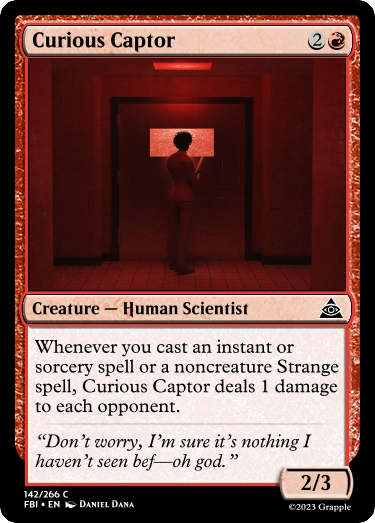 Curious Captor 2
Creature — Human Scientist
Whenever you cast an instant or
sorcery spell or a noncreature Strange
spell, Curious Captor deals 1 damage
to each opponent.
“Don’t worry, I’m sure it’s nothing I
haven’t seen bef—oh god.”
2/3
142/266 C
FBI • EN Daniel Dana
©2023 Grapple